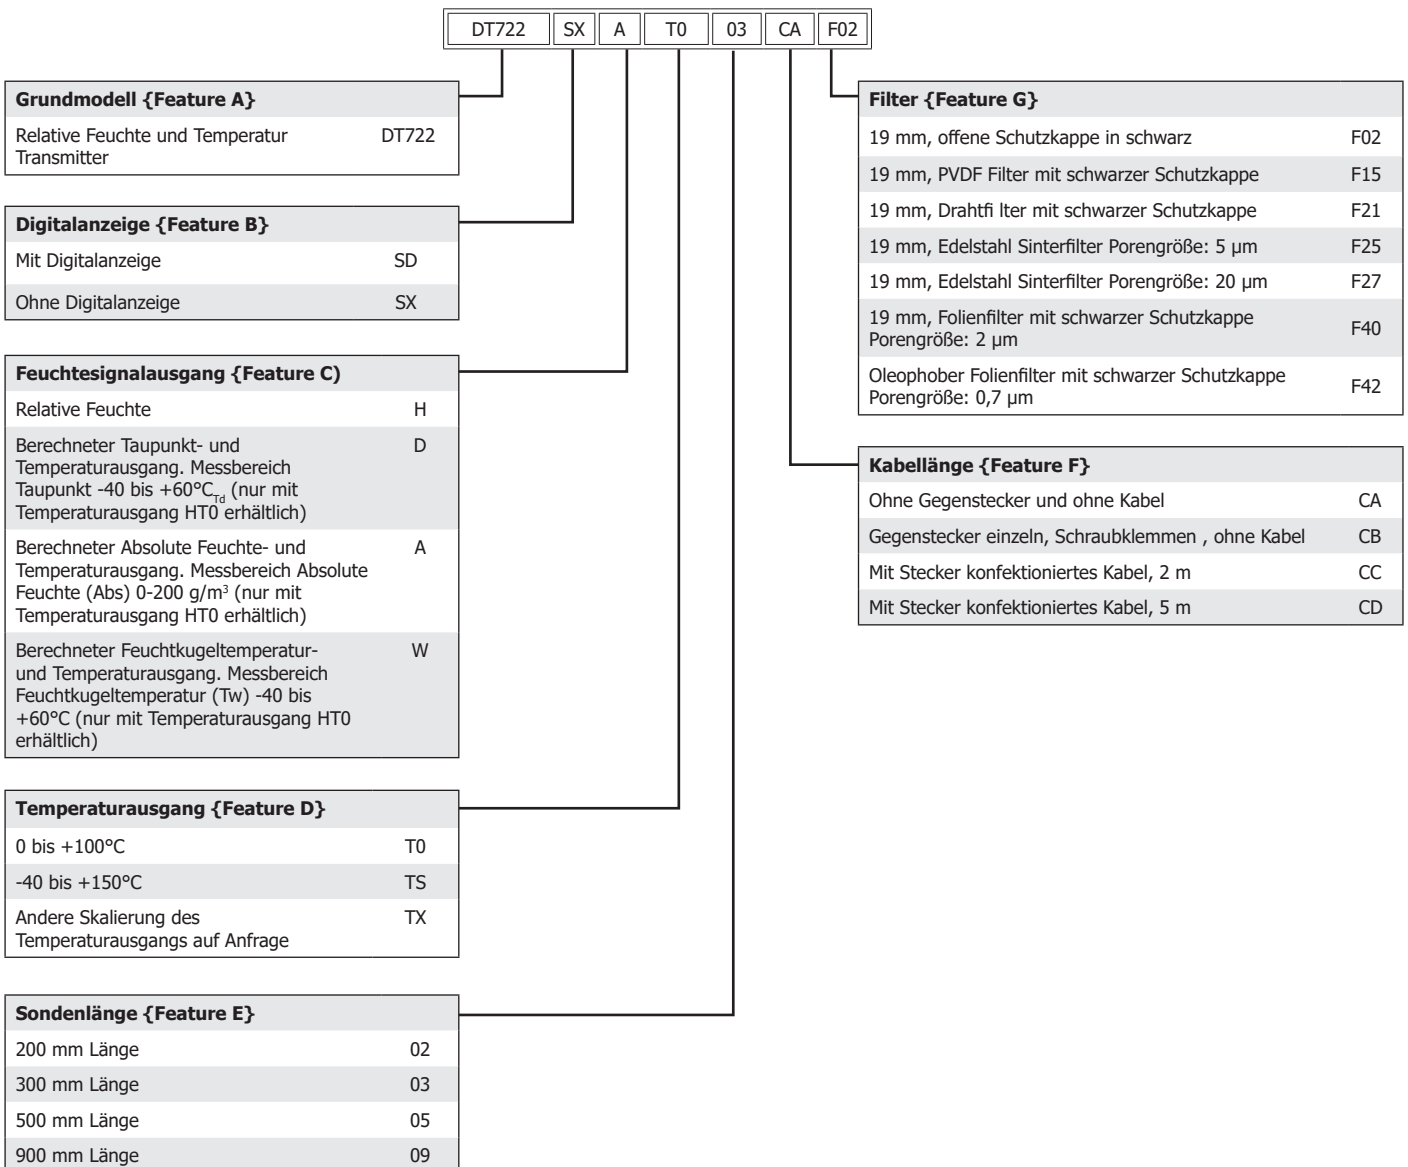 DT722 SX A T0 03 CA F02
Grundmodell {Feature A}
Relative Feuchte und Temperatur DT722
Transmitter
Digitalanzeige {Feature B}
Mit Digitalanzeige SD
Ohne Digitalanzeige SX
Feuchtesignalausgang {Feature C)
Relative Feuchte H
Berechneter Taupunkt- und D
Temperaturausgang. Messbereich
Taupunkt -40 bis +60°C_Td (nur mit
Temperaturausgang HT0 erhältlich)
Berechneter Absolute Feuchte- und A
Temperaturausgang. Messbereich Absolute
Feuchte (Abs) 0-200 g/m³ (nur mit
Temperaturausgang HT0 erhältlich)
Berechneter Feuchtkugeltemperatur- W
und Temperaturausgang. Messbereich
Feuchtkugeltemperatur (Tw) -40 bis
+60°C (nur mit Temperaturausgang HT0
erhältlich)
Temperaturausgang {Feature D}
0 bis +100°C T0
-40 bis +150°C TS
Andere Skalierung des TX
Temperaturausgangs auf Anfrage
Sondenlänge {Feature E}
200 mm Länge 02
300 mm Länge 03
500 mm Länge 05
900 mm Länge 09
Filter {Feature G}
19 mm, offene Schutzkappe in schwarz F02
19 mm, PVDF Filter mit schwarzer Schutzkappe F15
19 mm, Drahtfi lter mit schwarzer Schutzkappe F21
19 mm, Edelstahl Sinterfilter Porengröße: 5 µm F25
19 mm, Edelstahl Sinterfilter Porengröße: 20 µm F27
19 mm, Folienfilter mit schwarzer Schutzkappe F40
Porengröße: 2 µm
Oleophober Folienfilter mit schwarzer Schutzkappe F42
Porengröße: 0,7 µm
Kabellänge {Feature F}
Ohne Gegenstecker und ohne Kabel CA
Gegenstecker einzeln, Schraubklemmen , ohne Kabel CB
Mit Stecker konfektioniertes Kabel, 2 m CC
Mit Stecker konfektioniertes Kabel, 5 m CD